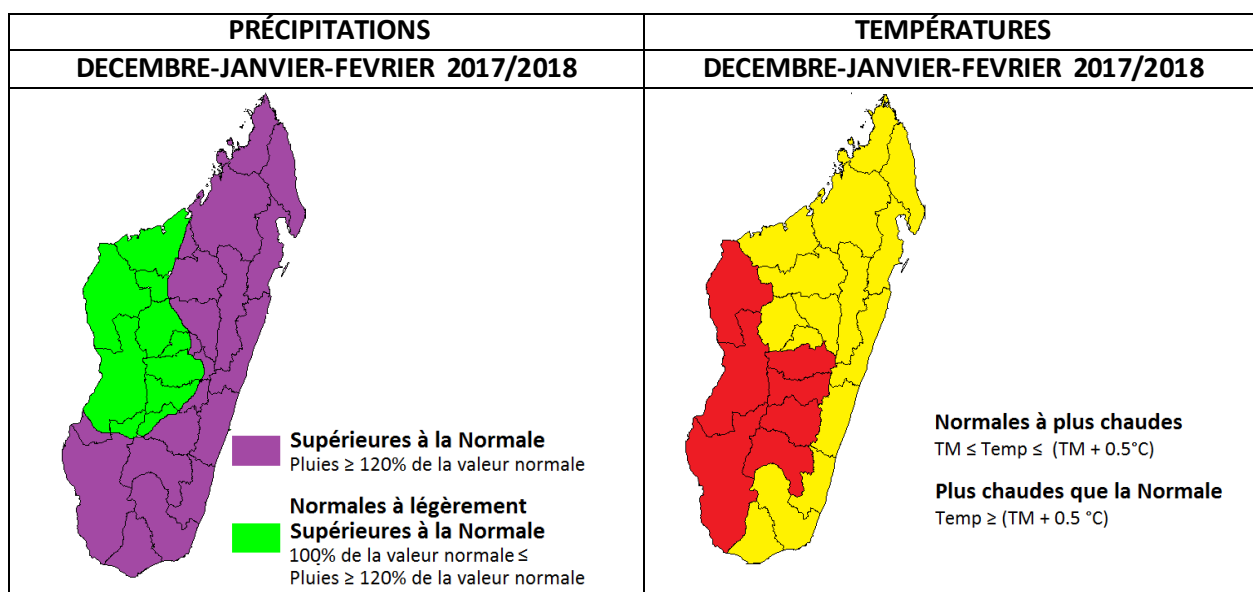 PRÉCIPITATIONS
DECEMBRE-JANVIER-FEVRIER 2017/2018
Supérieures à la Normale
Pluies ≥ 120% de la valeur normale
Normales à légèrement
Supérieures à la Normale
100% de la valeur normale ≤
Pluies ≥ 120% de la valeur normale
TEMPÉRATURES
DECEMBRE-JANVIER-FEVRIER 2017/2018
Normales à plus chaudes
TM ≤ Temp ≤ (TM + 0.5°C)
Plus chaudes que la Normale
Temp ≥ (TM + 0.5 °C)